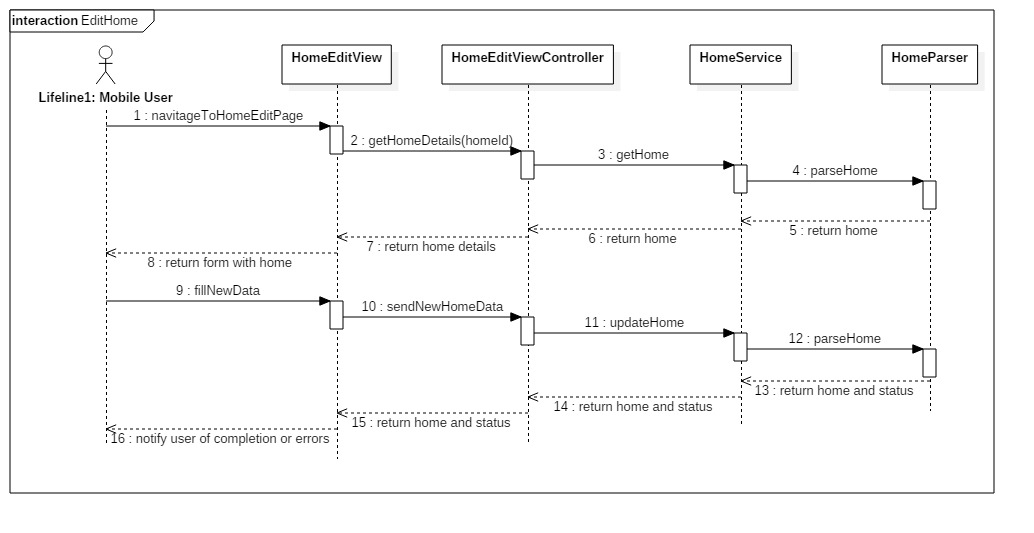 interaction EditHome
HomeEditView
HomeEditViewController
HomeService
HomeParser
Lifeline1: Mobile User
1 : navitageToHomeEditPage
2 : getHomeDetails(homeId)
3 : getHome
4 : parseHome
5 : return home
6 : return home
7 : return home details
8 : return form with home
9 : fillNewData
10 : sendNewHomeData
11 : updateHome
12 : parseHome
13 : return home and status
14 : return home and status
15 : return home and status
16 : notify user of completion or errors